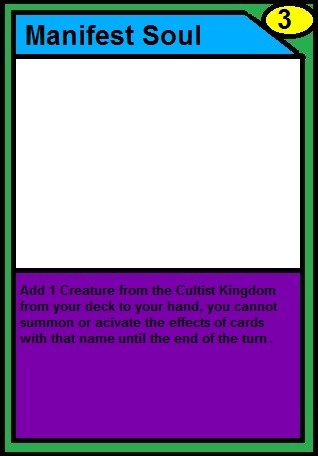 Manifest Soul
3
Add 1 Creature from the Cultist Kingdom
from your deck to your hand, you cannot
summon or acivate the effects of cards
with that name until the end of the turn.